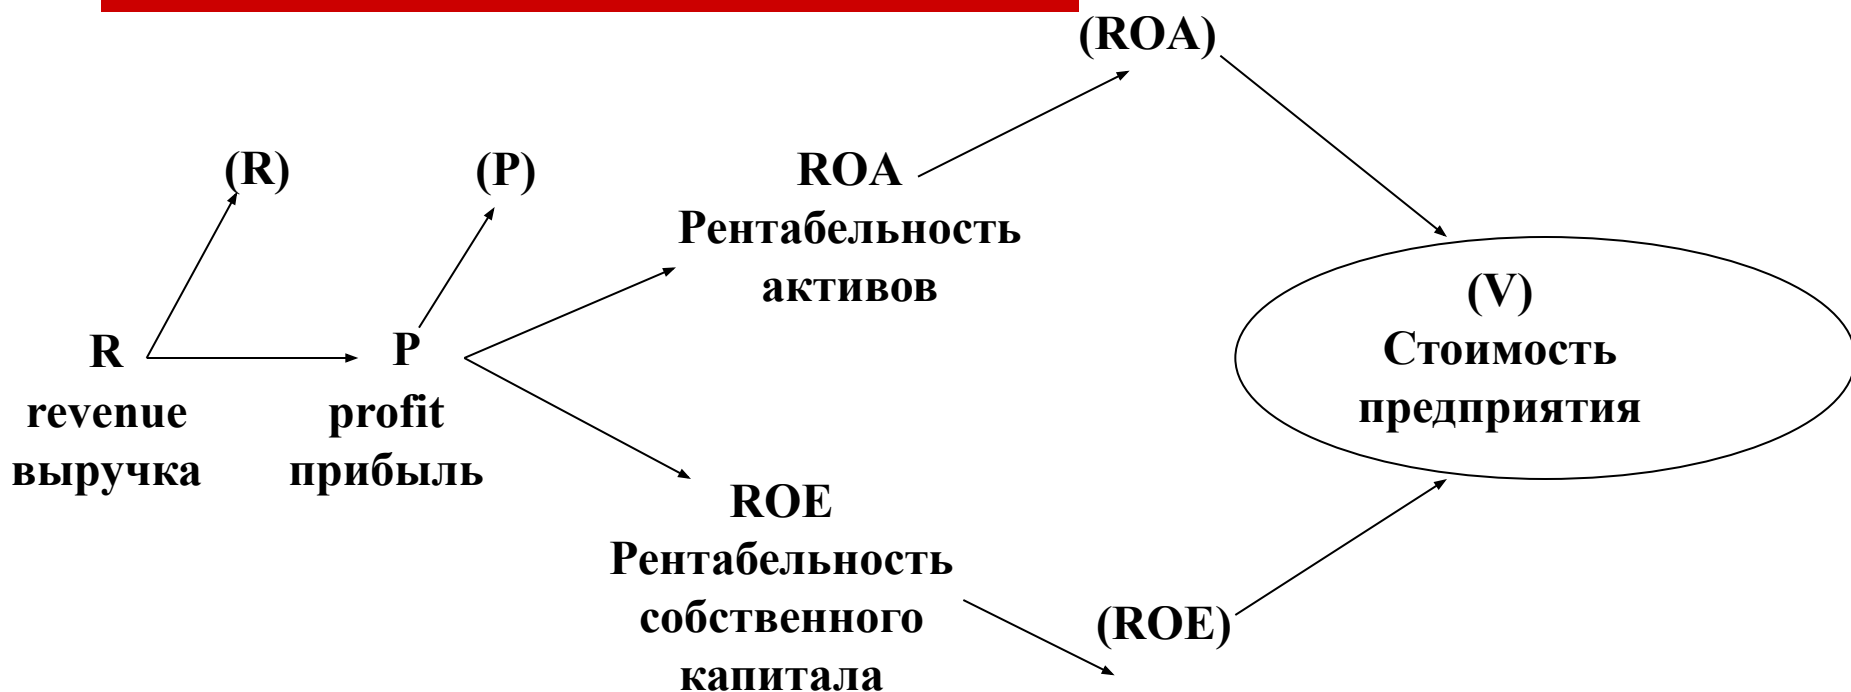 (ROA)
(R)
(P)
ROA
Рентабельность
активов
R
revenue
выручка
P
profit
прибыль
(V)
Стоимость
предприятия
ROE
Рентабельность
собственного
капитала
(ROE)